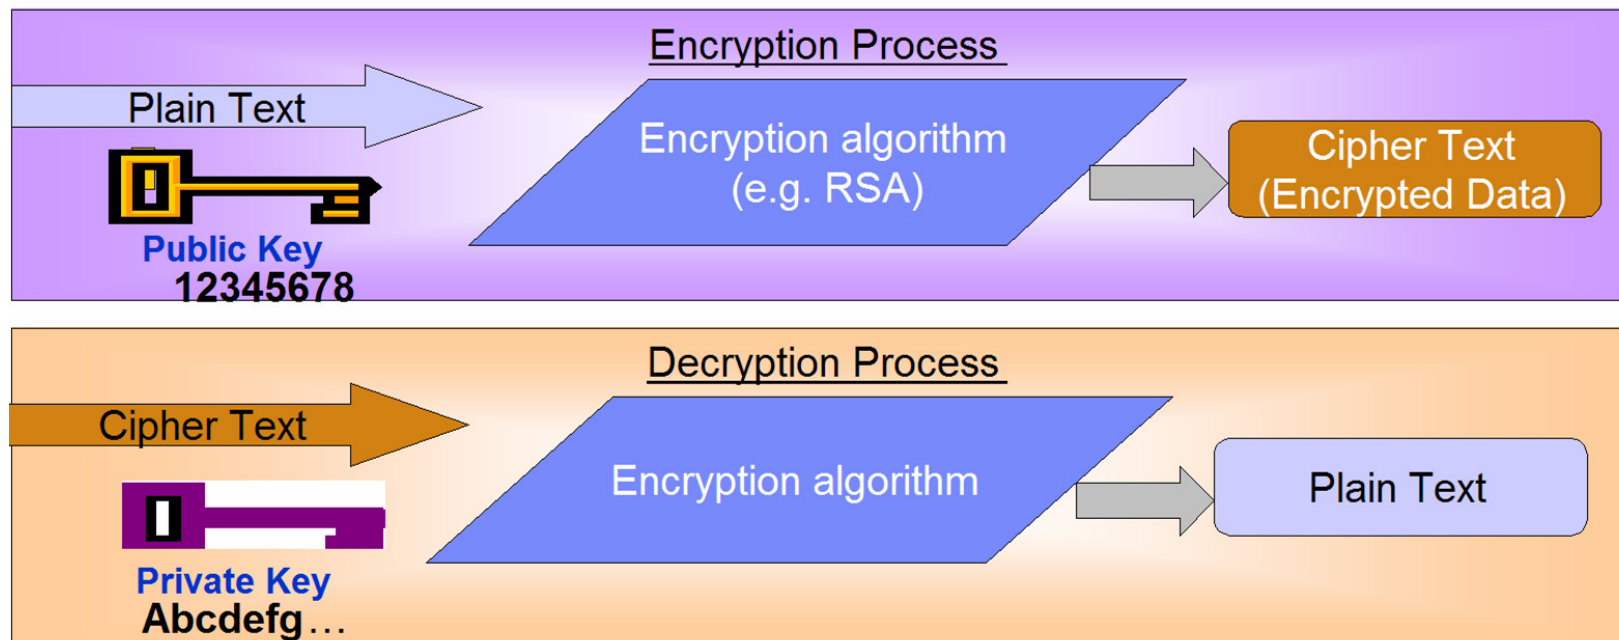 Encryption Process
Plain Text
Encryption algorithm
(e.g. RSA)
Cipher Text
(Encrypted Data)
Public Key
12345678
Decryption Process
Cipher Text
Encryption algorithm
Plain Text
Private Key
Abcdefg...